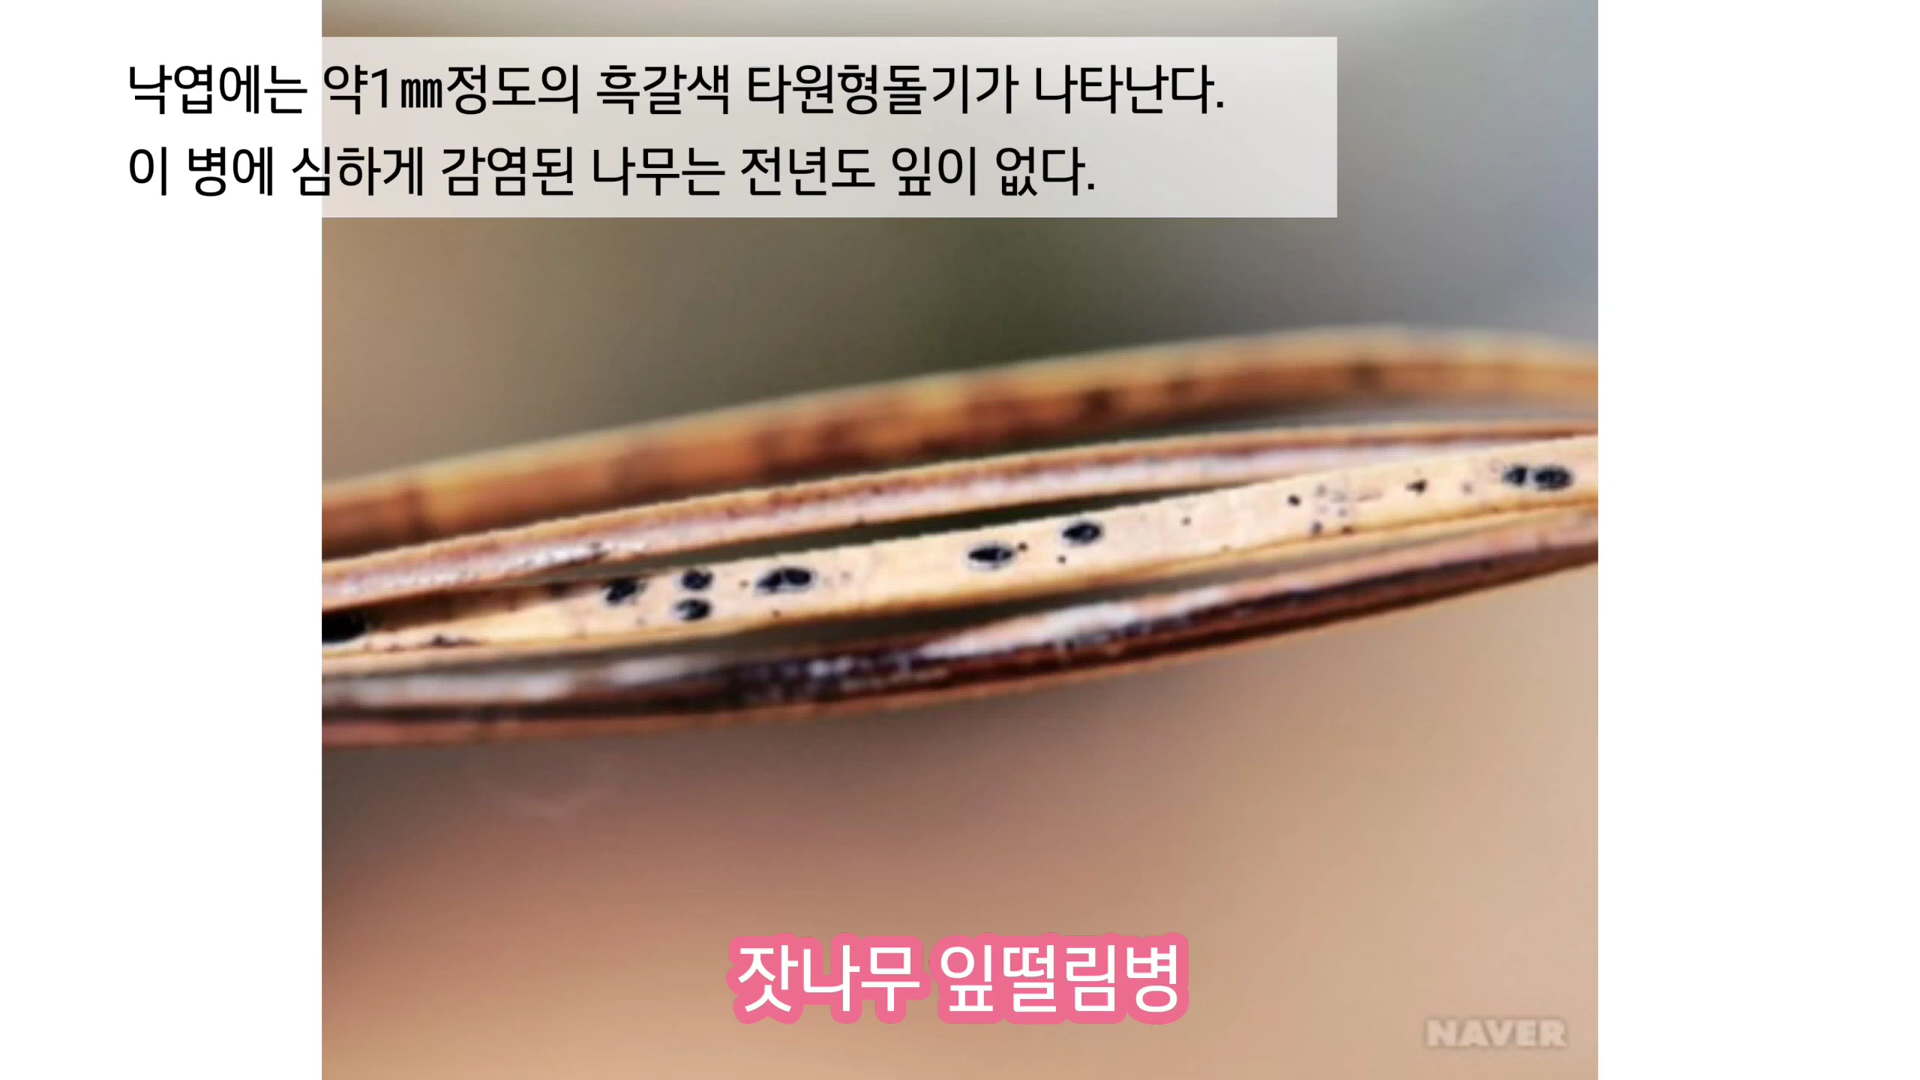 낙엽에는 약1㎜정도의 흑갈색 타원형돌기가 나타난다.
이 병에 심하게 감염된 나무는 전년도 잎이 없다.
잣나무 잎떨림병
NAVER